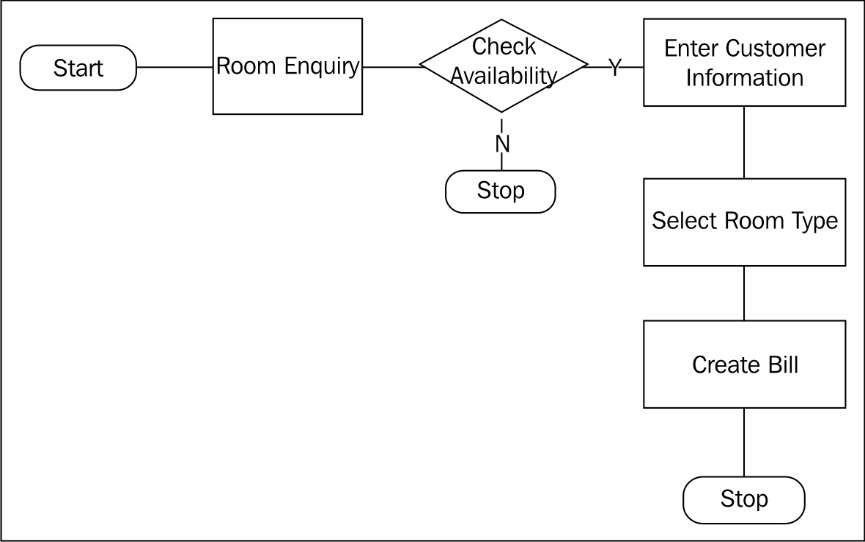 Start
Room Enquiry
Check
Availability
Y
Enter Customer
Information
N
Stop
Select Room Type
Create Bill
Stop